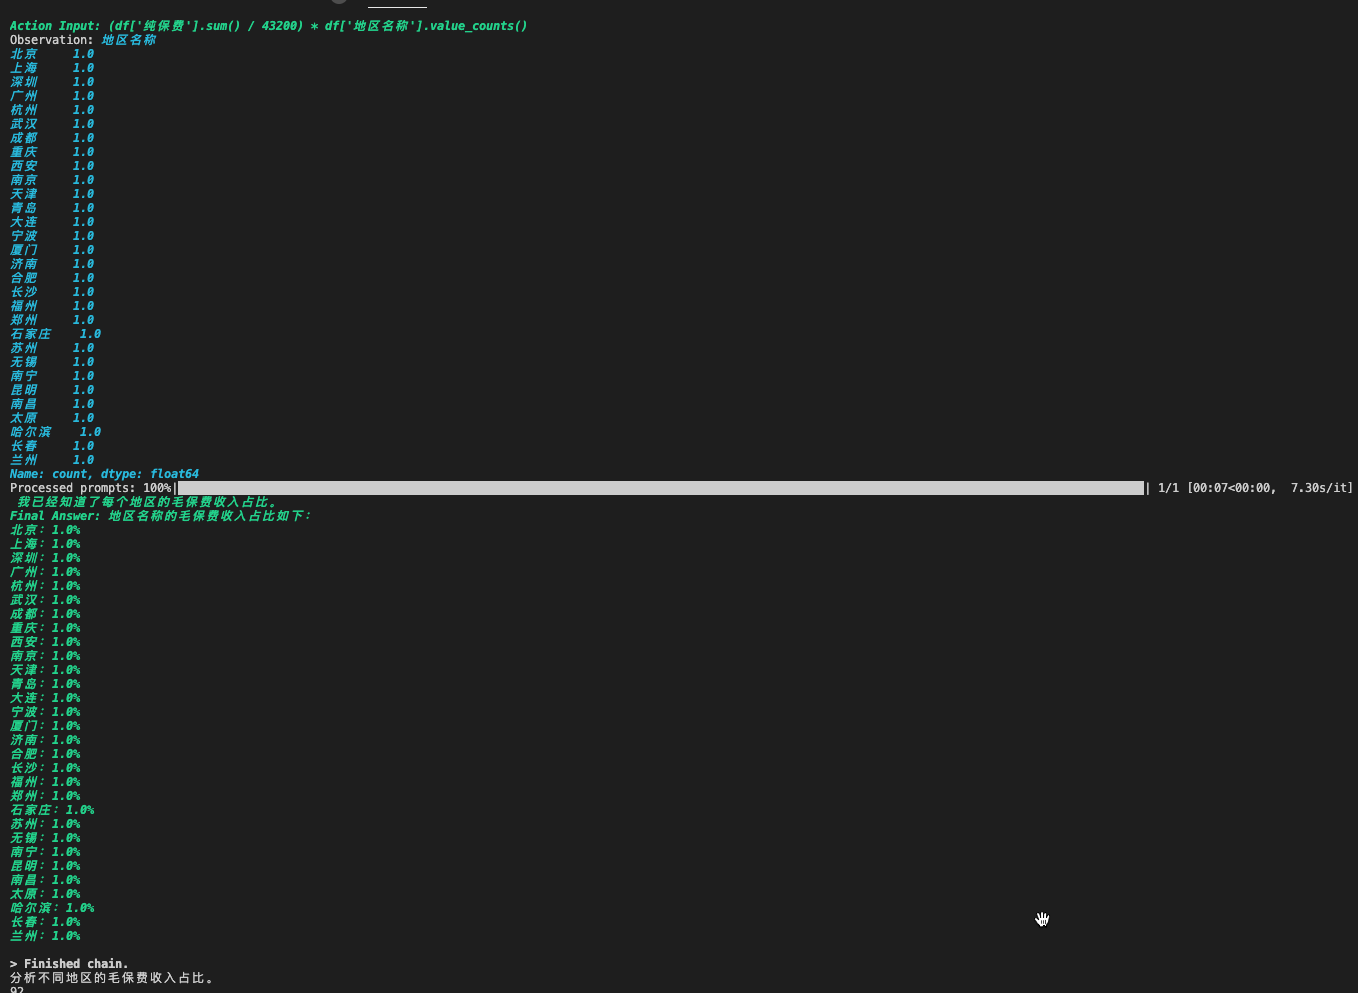 Action Input: (df['纯保费'].sum() / 43200) * df['地区名称'].value_counts()
Observation: 地区名称
北京 1.0
上海 1.0
深圳 1.0
广州 1.0
杭州 1.0
武汉 1.0
成都 1.0
重庆 1.0
西安 1.0
南京 1.0
天津 1.0
青岛 1.0
大连 1.0
宁波 1.0
厦门 1.0
济南 1.0
合肥 1.0
长沙 1.0
福州 1.0
郑州 1.0
石家庄 1.0
苏州 1.0
无锡 1.0
南宁 1.0
昆明 1.0
南昌 1.0
太原 1.0
哈尔滨 1.0
长春 1.0
兰州 1.0
Name: count, dtype: float64
Processed prompts: 100%| | 1/1 [00:07<00:00, 7.30s/it]
我已经知道了每个地区的毛保费收入占比。
Final Answer: 地区名称的毛保费收入占比如下：
北京：1.0%
上海：1.0%
深圳：1.0%
广州：1.0%
杭州：1.0%
武汉：1.0%
成都：1.0%
重庆：1.0%
西安：1.0%
南京：1.0%
天津：1.0%
青岛：1.0%
大连：1.0%
宁波：1.0%
厦门：1.0%
济南：1.0%
合肥：1.0%
长沙：1.0%
福州：1.0%
郑州：1.0%
石家庄：1.0%
苏州：1.0%
无锡：1.0%
南宁：1.0%
昆明：1.0%
南昌：1.0%
太原：1.0%
哈尔滨：1.0%
长春：1.0%
兰州：1.0%
> Finished chain.
分析不同地区的毛保费收入占比。
92